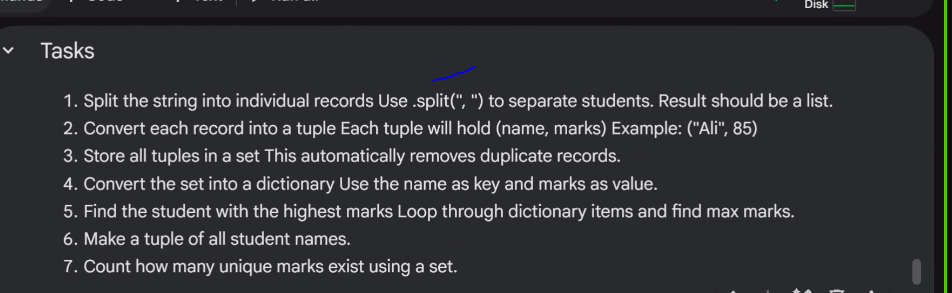 Disk
Tasks
1. Split the string into individual records Use .split(", ") to separate students. Result should be a list.
2. Convert each record into a tuple Each tuple will hold (name, marks) Example: ("Ali", 85)
3. Store all tuples in a set This automatically removes duplicate records.
4. Convert the set into a dictionary Use the name as key and marks as value.
5. Find the student with the highest marks Loop through dictionary items and find max marks.
6. Make a tuple of all student names.
7. Count how many unique marks exist using a set.